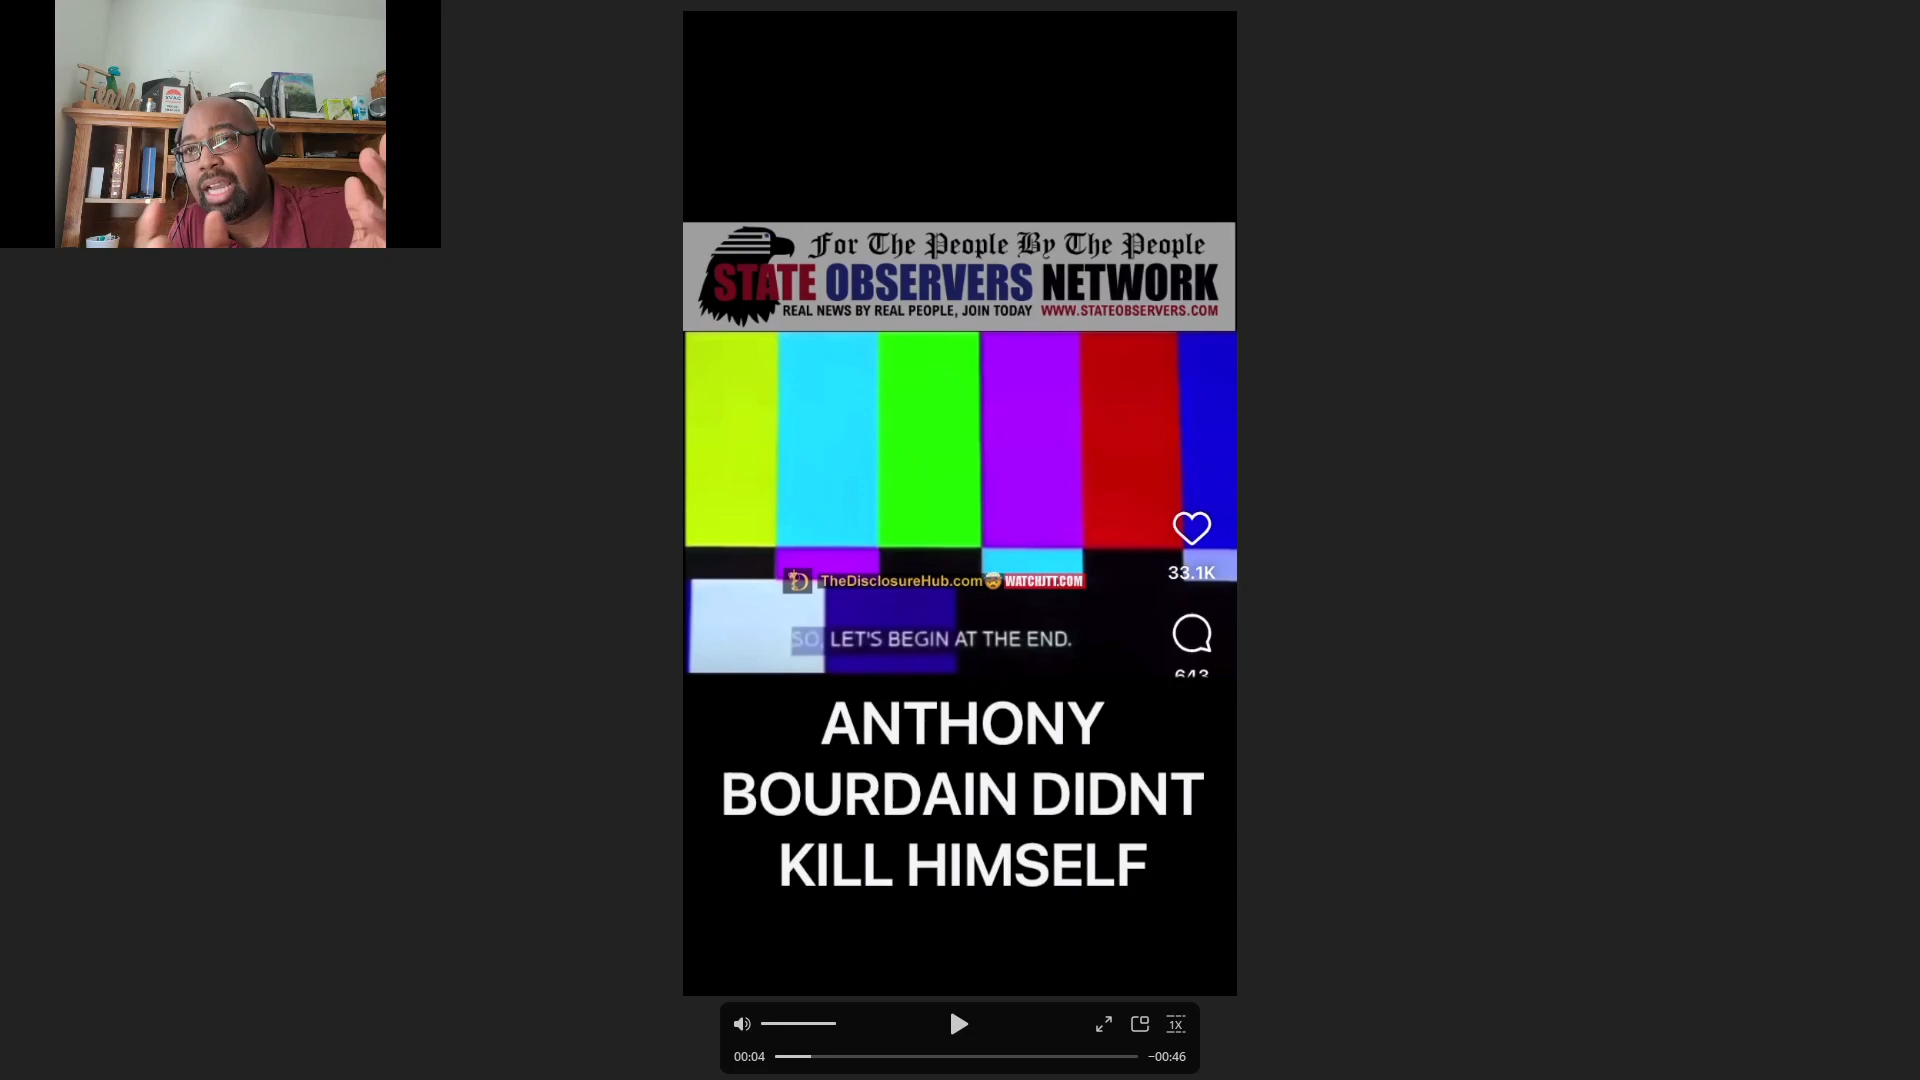 For The People By The People
STATE OBSERVERS NETWORK
REAL NEWS BY REAL PEOPLE, JOIN TODAY WWW.STATEOBSERVERS.COM
33.1K
TheDisclosureHub.com WATCHJTT.COM
SO, LET'S BEGIN AT THE END.
643
ANTHONY
BOURDAIN DIDNT
KILL HIMSELF
1X
00:04
−00:46